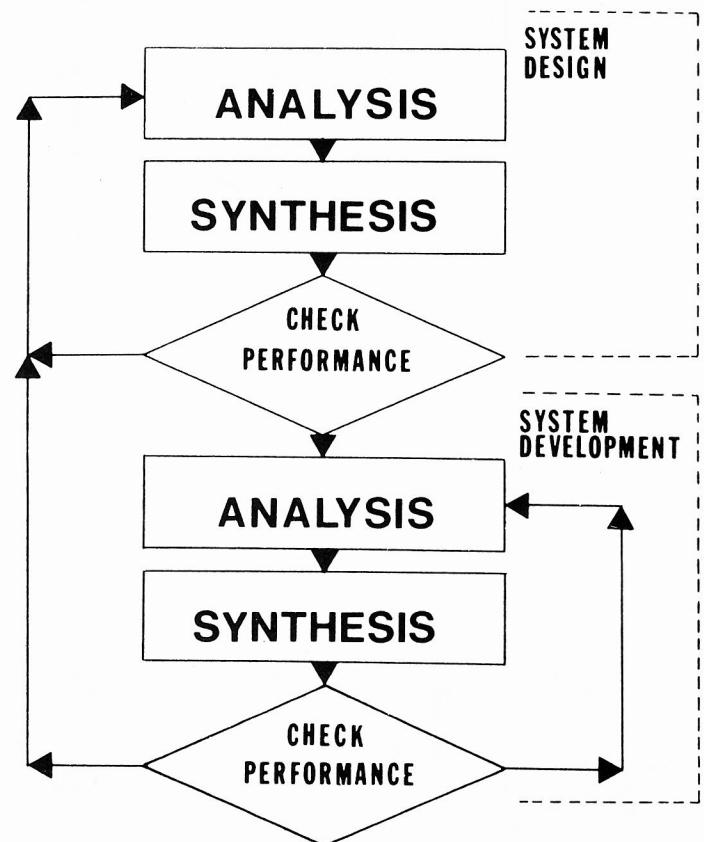 SYSTEM
DESIGN
ANALYSIS
SYNTHESIS
CHECK
PERFORMANCE
SYSTEM
DEVELOPMENT
ANALYSIS
SYNTHESIS
CHECK
PERFORMANCE